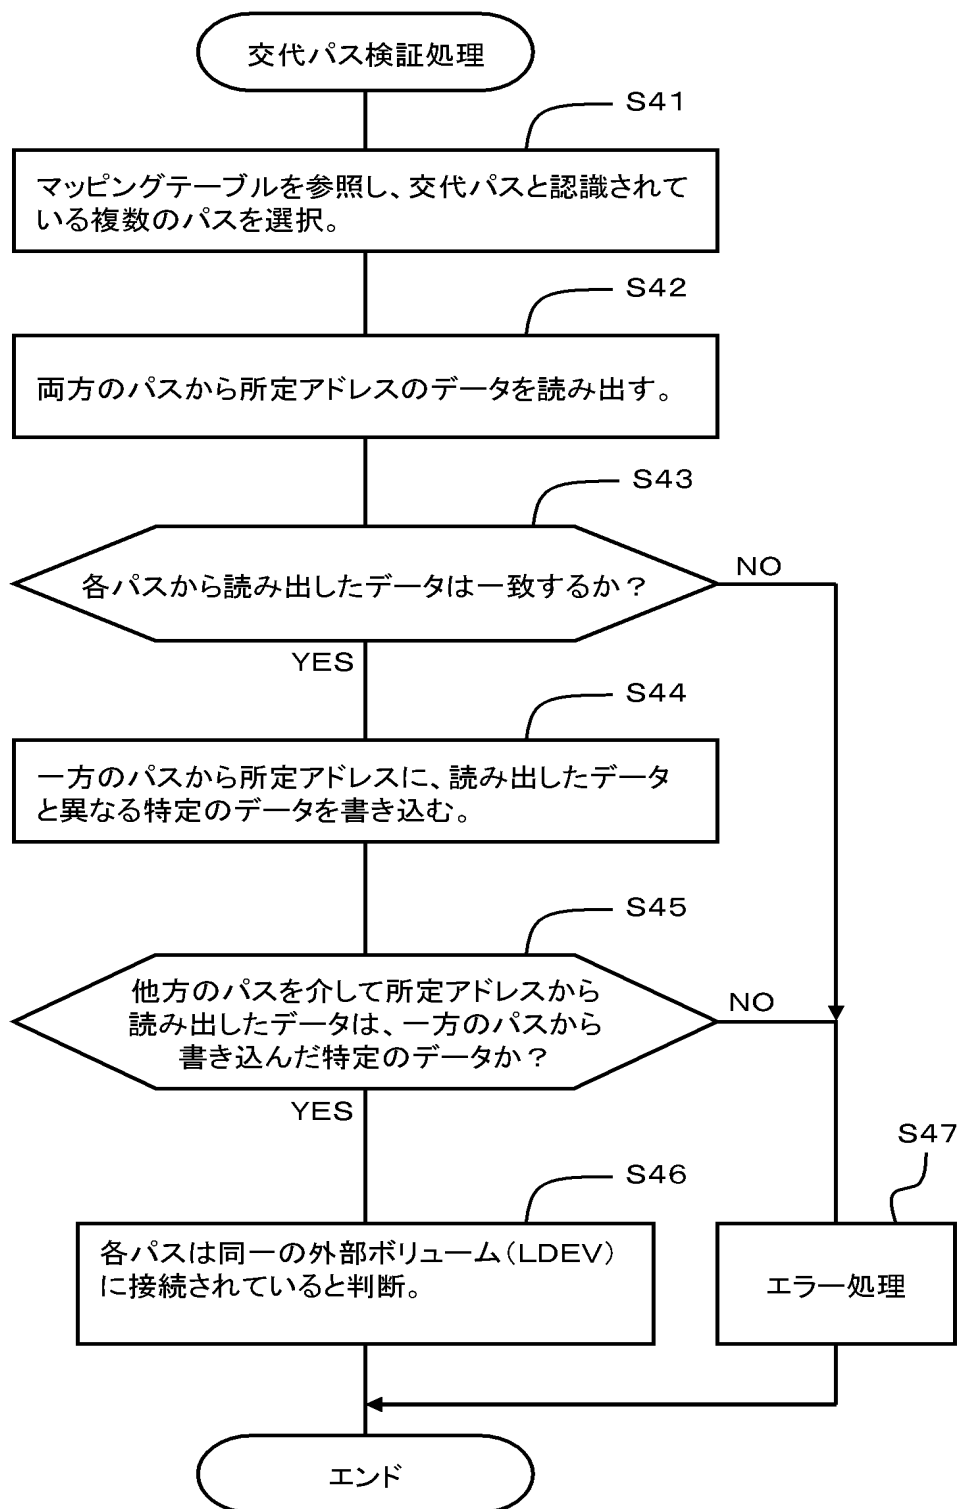 交代パス検証処理
S41
マッピングテーブルを参照し、交代パスと認識されて
いる複数のパスを選択。
S42
両方のパスから所定アドレスのデータを読み出す。
S43
各パスから読み出したデータは一致するか？
NO
YES
S44
一方のパスから所定アドレスに、読み出したデータ
と異なる特定のデータを書き込む。
S45
他方のパスを介して所定アドレスから
読み出したデータは、一方のパスから
書き込んだ特定のデータか？
NO
YES
S46
各パスは同一の外部ボリューム（LDEV）
に接続されていると判断。
S47
エラー処理
エンド